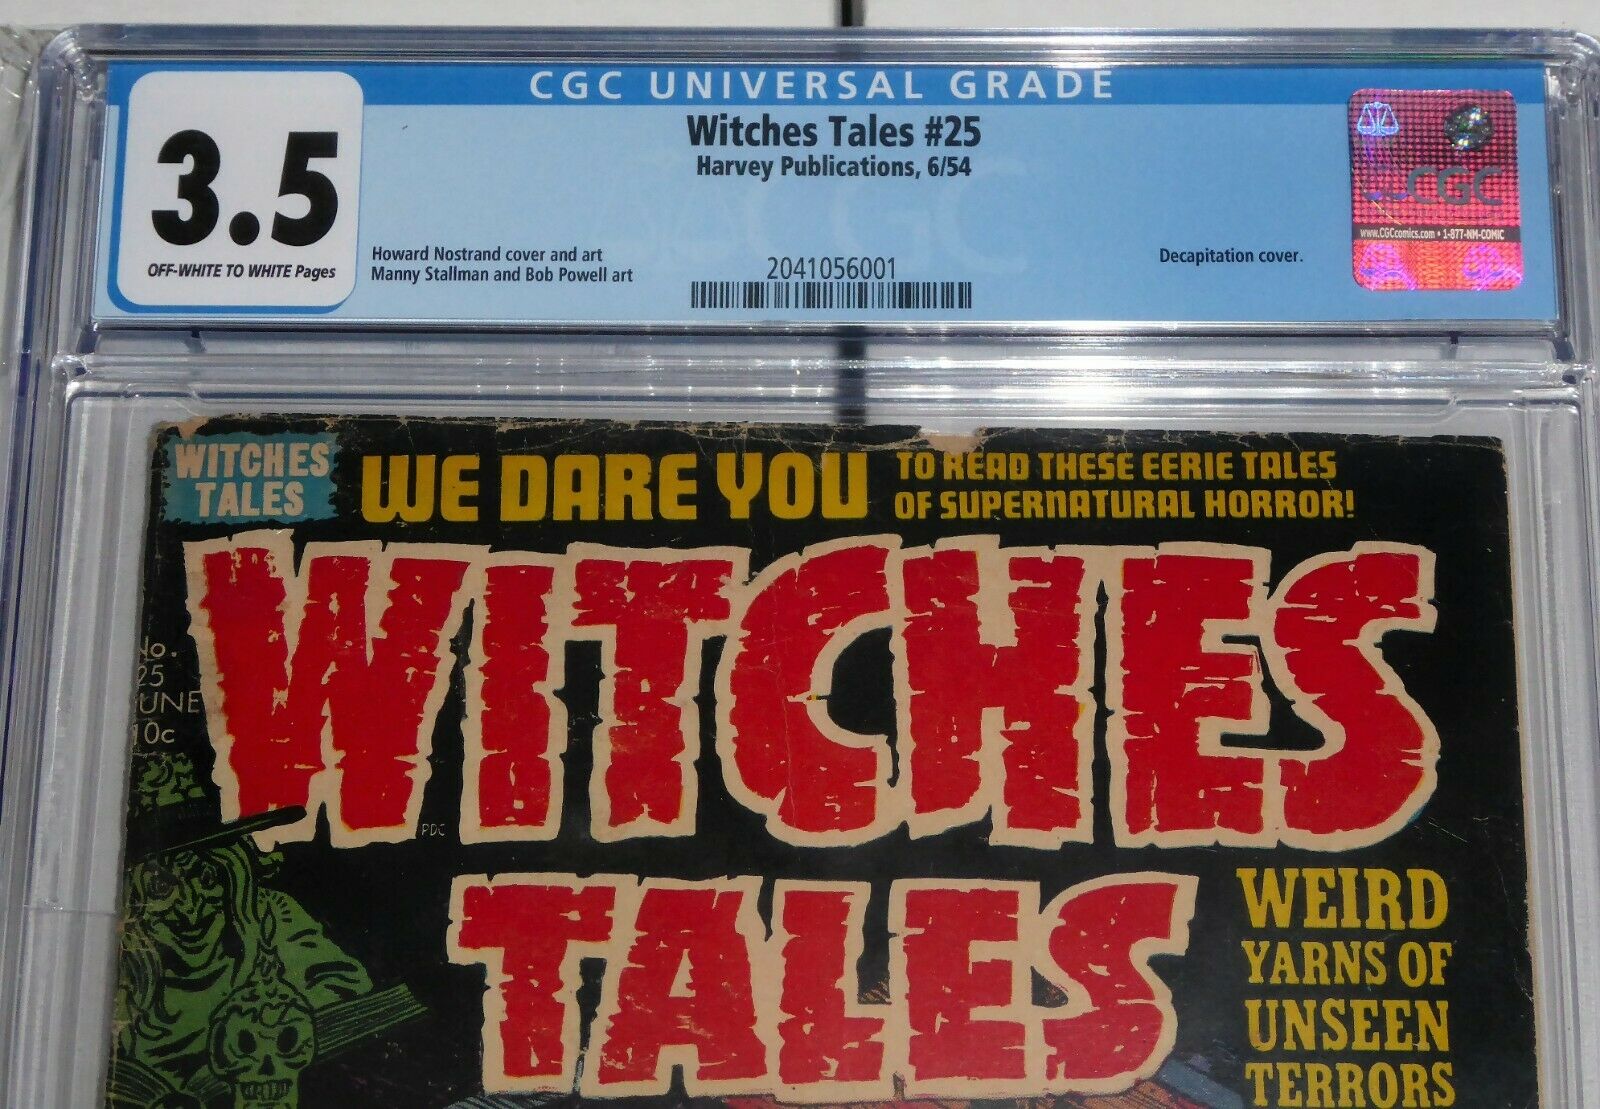 CGC UNIVERSAL GRADE
3.5
OFF-WHITE TO WHITE Pages
Witches Tales #25
Harvey Publications, 6/54
Howard Nostrand cover and art
Manny Stallman and Bob Powell art
2041056001
Decapitation cover.
CGC
www.CGCcomics.com • 1-877-NM-COMIC
WITCHES
TALES
WE DARE YOU
TO READ THESE EERIE TALES
OF SUPERNATURAL HORROR!
WITCHES
No.
25
JUNE
10c
PDC
TALES
WEIRD
YARNS OF
UNSEEN
TERRORS